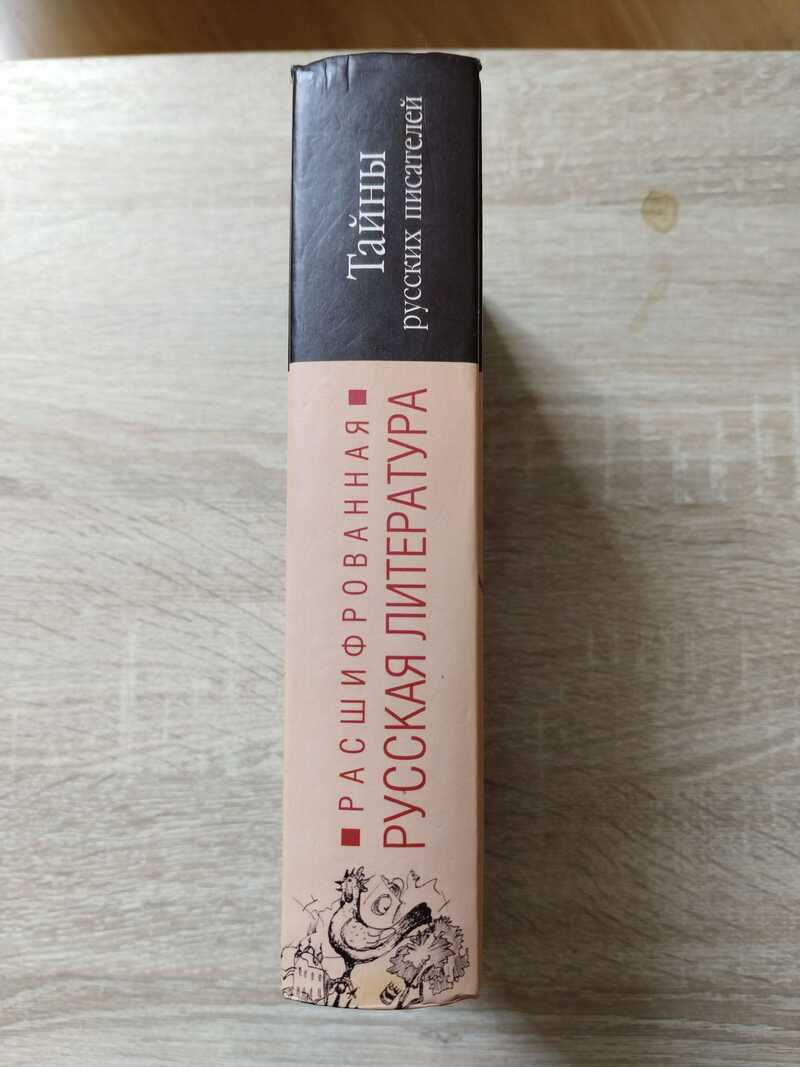 Тайны
русских писателей
РАСШИФРОВАННАЯ
РУССКАЯ ЛИТЕРАТУРА